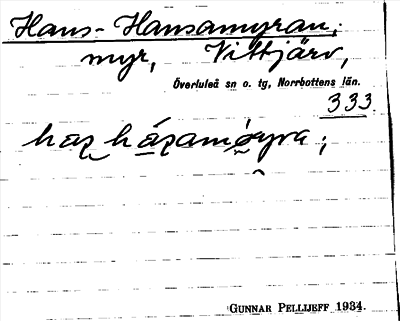 Hans-Hansamyran;
myr, Vittjärv,
Överluleå sn o. tg, Norrbottens län.
333
GUNNAR PELLIJEFF 1934.